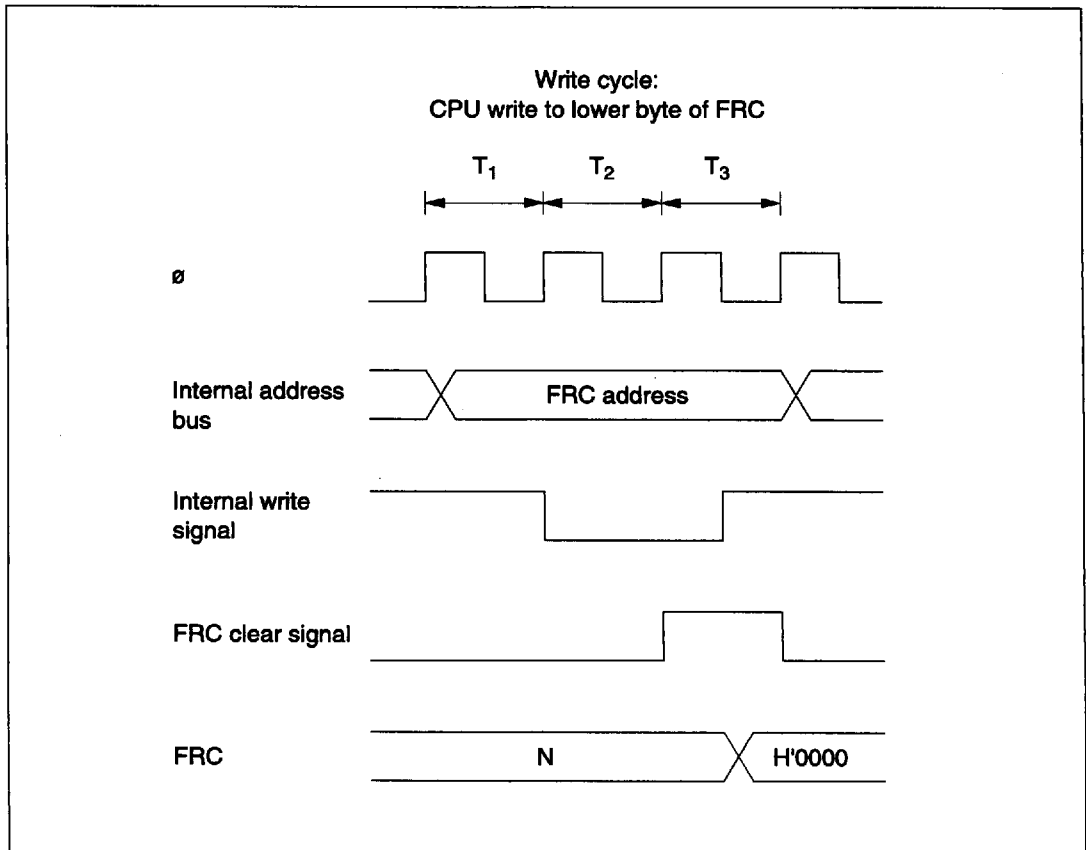 Write cycle:
CPU write to lower byte of FRC
T1 T2 T3
ø
Internal address
bus
FRC address
Internal write
signal
FRC clear signal
FRC
N
H'0000